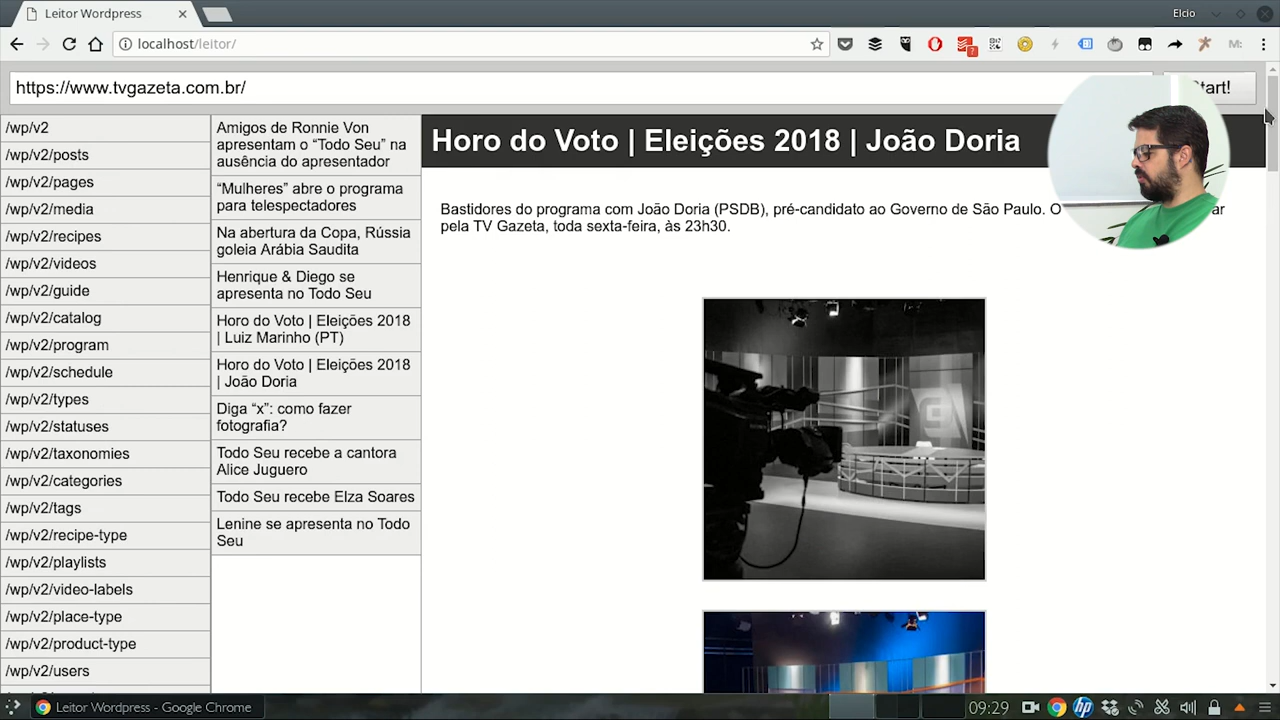 Leitor Wordpress
Elcio
localhost/leitor/
?
M:
https://www.tvgazeta.com.br/
tart!
/wp/v2
/wp/v2/posts
/wp/v2/pages
/wp/v2/media
/wp/v2/recipes
/wp/v2/videos
/wp/v2/guide
/wp/v2/catalog
/wp/v2/program
/wp/v2/schedule
/wp/v2/types
/wp/v2/statuses
/wp/v2/taxonomies
/wp/v2/categories
/wp/v2/tags
/wp/v2/recipe-type
/wp/v2/playlists
/wp/v2/video-labels
/wp/v2/place-type
/wp/v2/product-type
/wp/v2/users
Amigos de Ronnie Von
apresentam o “Todo Seu” na
ausência do apresentador
“Mulheres” abre o programa
para telespectadores
Na abertura da Copa, Rússia
goleia Arábia Saudita
Henrique & Diego se
apresenta no Todo Seu
Horo do Voto | Eleições 2018
| Luiz Marinho (PT)
Horo do Voto | Eleições 2018
| João Doria
Diga “x”: como fazer
fotografia?
Todo Seu recebe a cantora
Alice Juguero
Todo Seu recebe Elza Soares
Lenine se apresenta no Todo
Seu
Horo do Voto | Eleições 2018 | João Doria
Bastidores do programa com João Doria (PSDB), pré-candidato ao Governo de São Paulo. O ar
pela TV Gazeta, toda sexta-feira, às 23h30.
Leitor Wordpress - Google Chrome
09:29
hp